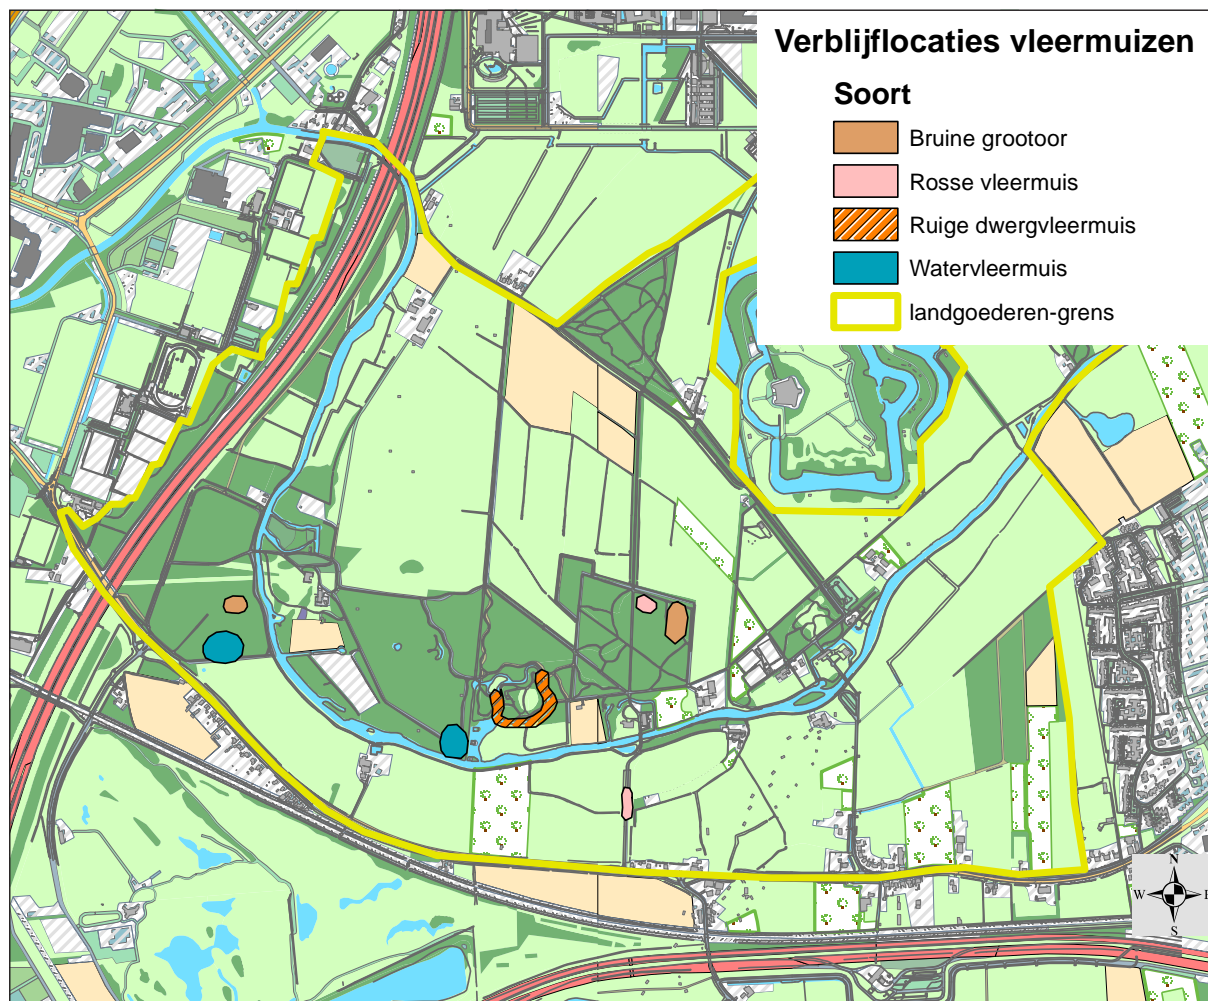 Verblijflocaties vleermuizen
Soort
Bruine grootoor
Rosse vleermuis
Ruige dwergvleermuis
Watervleermuis
landgoederen-grens
N
W E
S